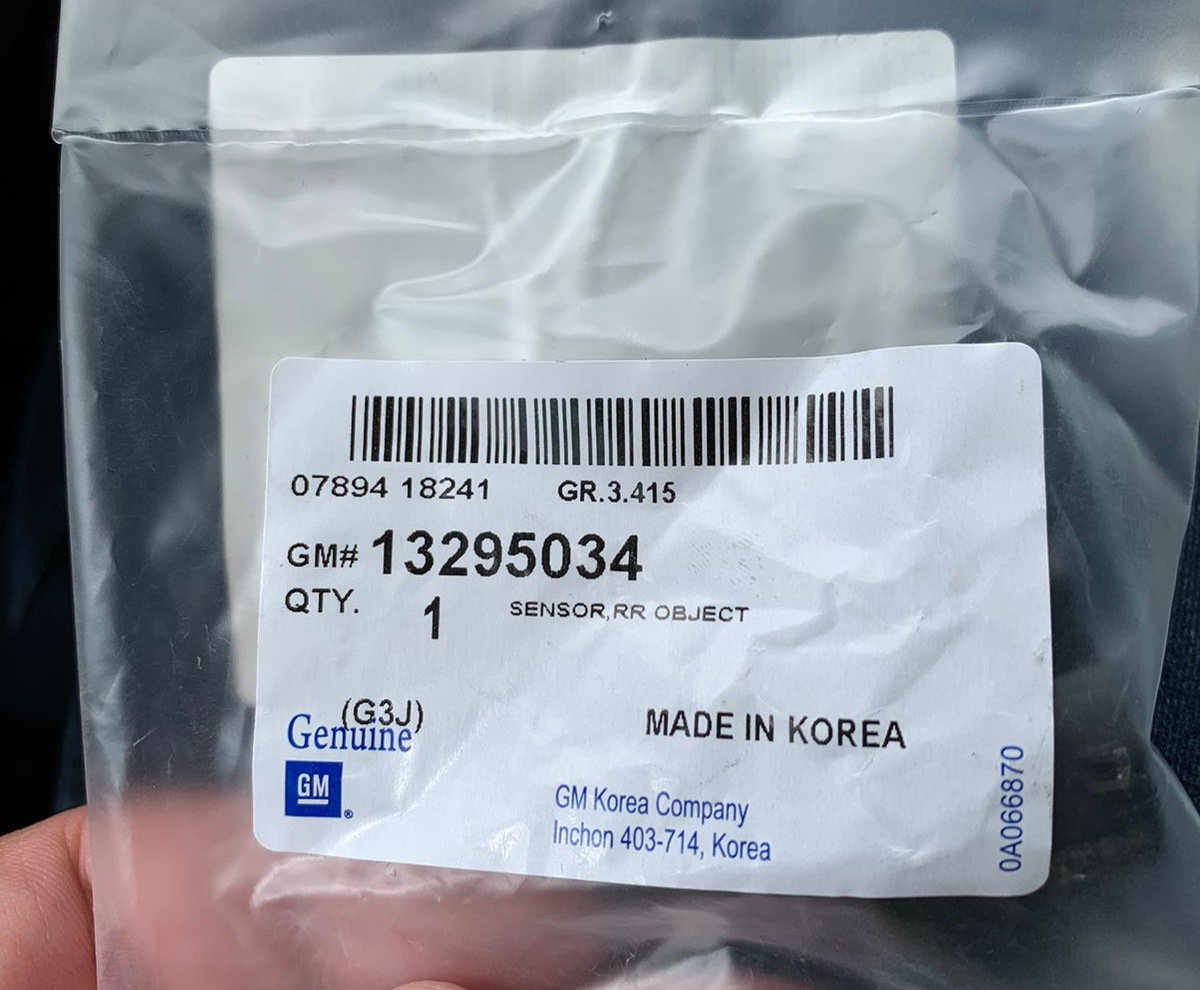 07894 18241 GR.3.415
GM# 13295034
QTY. 1 SENSOR,RR OBJECT
(G3J)
Genuine
MADE IN KOREA
GM ®
GM Korea Company
Inchon 403-714, Korea
0A066870